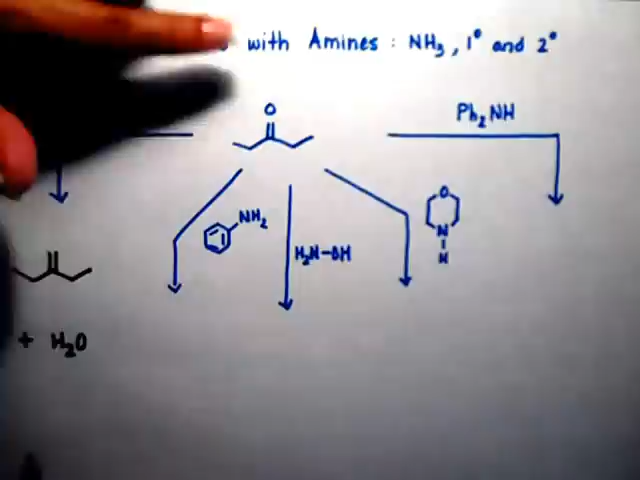 with Amines : NH₃, 1° and 2°
O
Ph₂NH
O
NH₂
N
H
H₂N-OH
+ H₂O